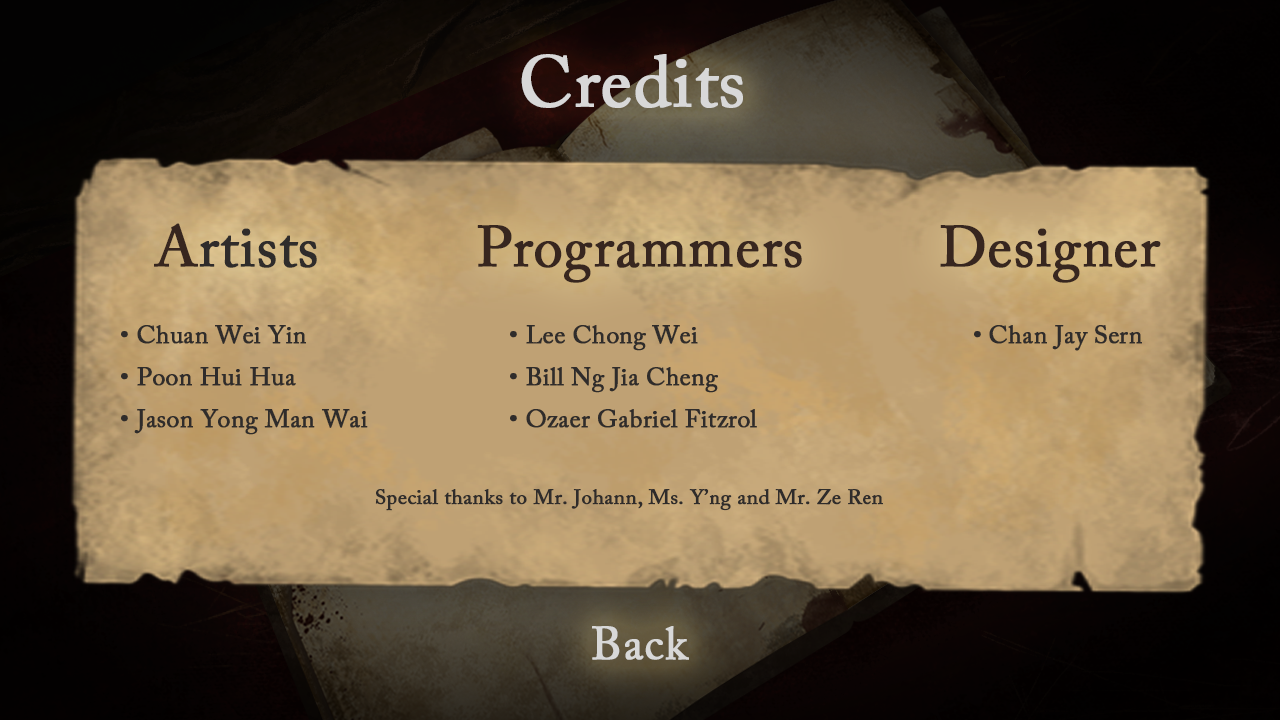 Credits
Artists
• Chuan Wei Yin
• Poon Hui Hua
• Jason Yong Man Wai
Programmers
• Lee Chong Wei
• Bill Ng Jia Cheng
• Ozaer Gabriel Fitzrol
Designer
• Chan Jay Sern
Special thanks to Mr. Johann, Ms. Y'ng and Mr. Ze Ren
Back